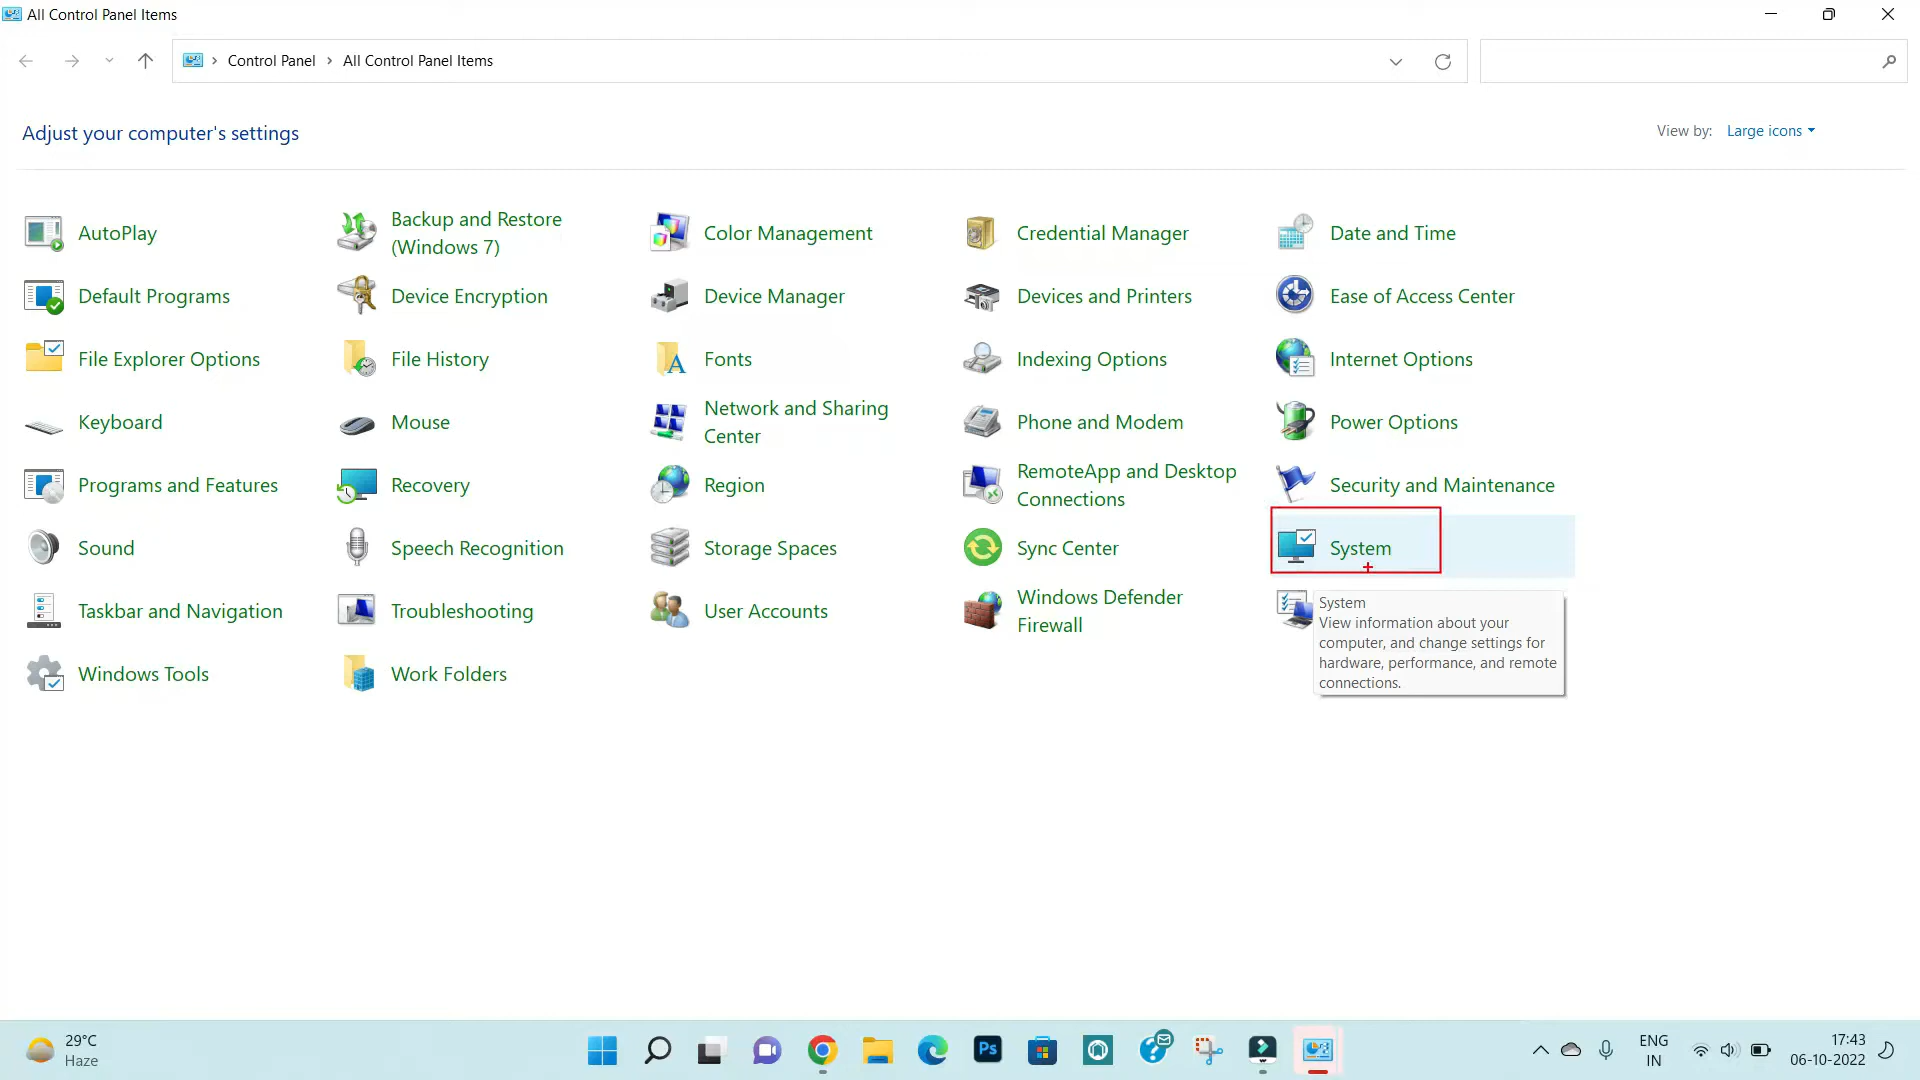 All Control Panel Items
Control Panel
All Control Panel Items
Adjust your computer's settings
View by: Large icons
AutoPlay
Backup and Restore
(Windows 7)
Color Management
Credential Manager
Date and Time
Default Programs
Device Encryption
Device Manager
Devices and Printers
Ease of Access Center
File Explorer Options
File History
Fonts
Indexing Options
Internet Options
Keyboard
Mouse
Network and Sharing
Center
Phone and Modem
Power Options
Programs and Features
Recovery
Region
RemoteApp and Desktop
Connections
Security and Maintenance
Sound
Speech Recognition
Storage Spaces
Sync Center
System
Taskbar and Navigation
Troubleshooting
User Accounts
Windows Defender
Firewall
System
View information about your
computer, and change settings for
hardware, performance, and remote
connections.
Windows Tools
Work Folders
29°C
Haze
Ps
ENG
IN
17:43
06-10-2022